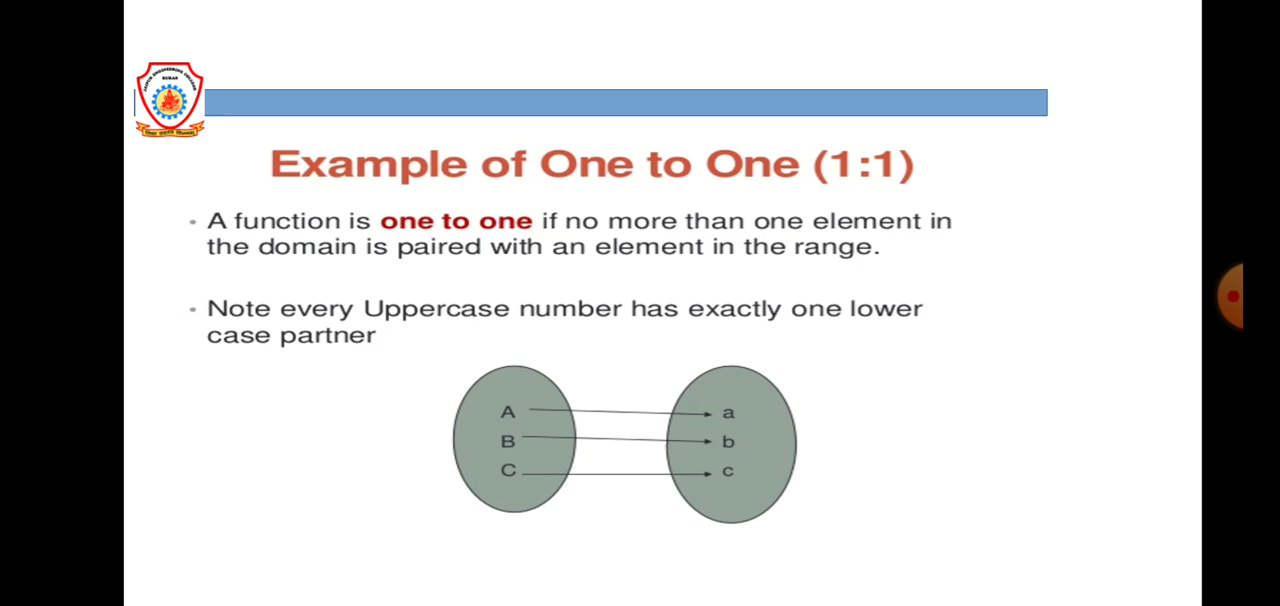 KUKAS
Example of One to One (1:1)
• A function is one to one if no more than one element in
the domain is paired with an element in the range.
• Note every Uppercase number has exactly one lower
case partner
A a
B b
C c